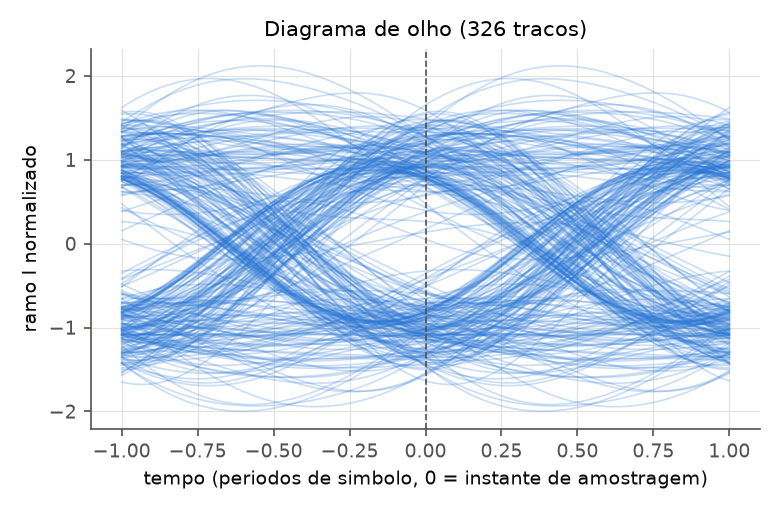 Diagrama de olho (326 tracos)
ramo I normalizado
2
1
0
−1
−2
−1.00 −0.75 −0.50 −0.25 0.00 0.25 0.50 0.75 1.00
tempo (periodos de simbolo, 0 = instante de amostragem)